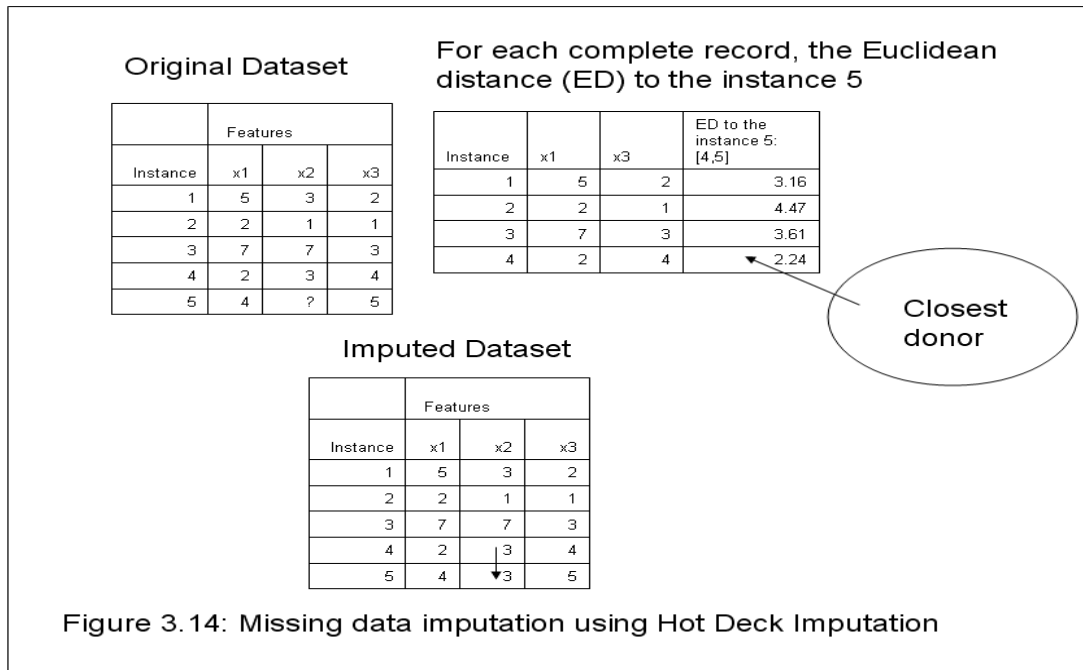 Original Dataset
For each complete record, the Euclidean
distance (ED) to the instance 5
Features
Instance x1 x2 x3
1 5 3 2
2 2 1 1
3 7 7 3
4 2 3 4
5 4 ? 5
Instance x1 x3 ED to the
instance 5:
[4,5]
1 5 2 3.16
2 2 1 4.47
3 7 3 3.61
4 2 4 2.24
Closest
donor
Imputed Dataset
Features
Instance x1 x2 x3
1 5 3 2
2 2 1 1
3 7 7 3
4 2 3 4
5 4 3 5
Figure 3.14: Missing data imputation using Hot Deck Imputation